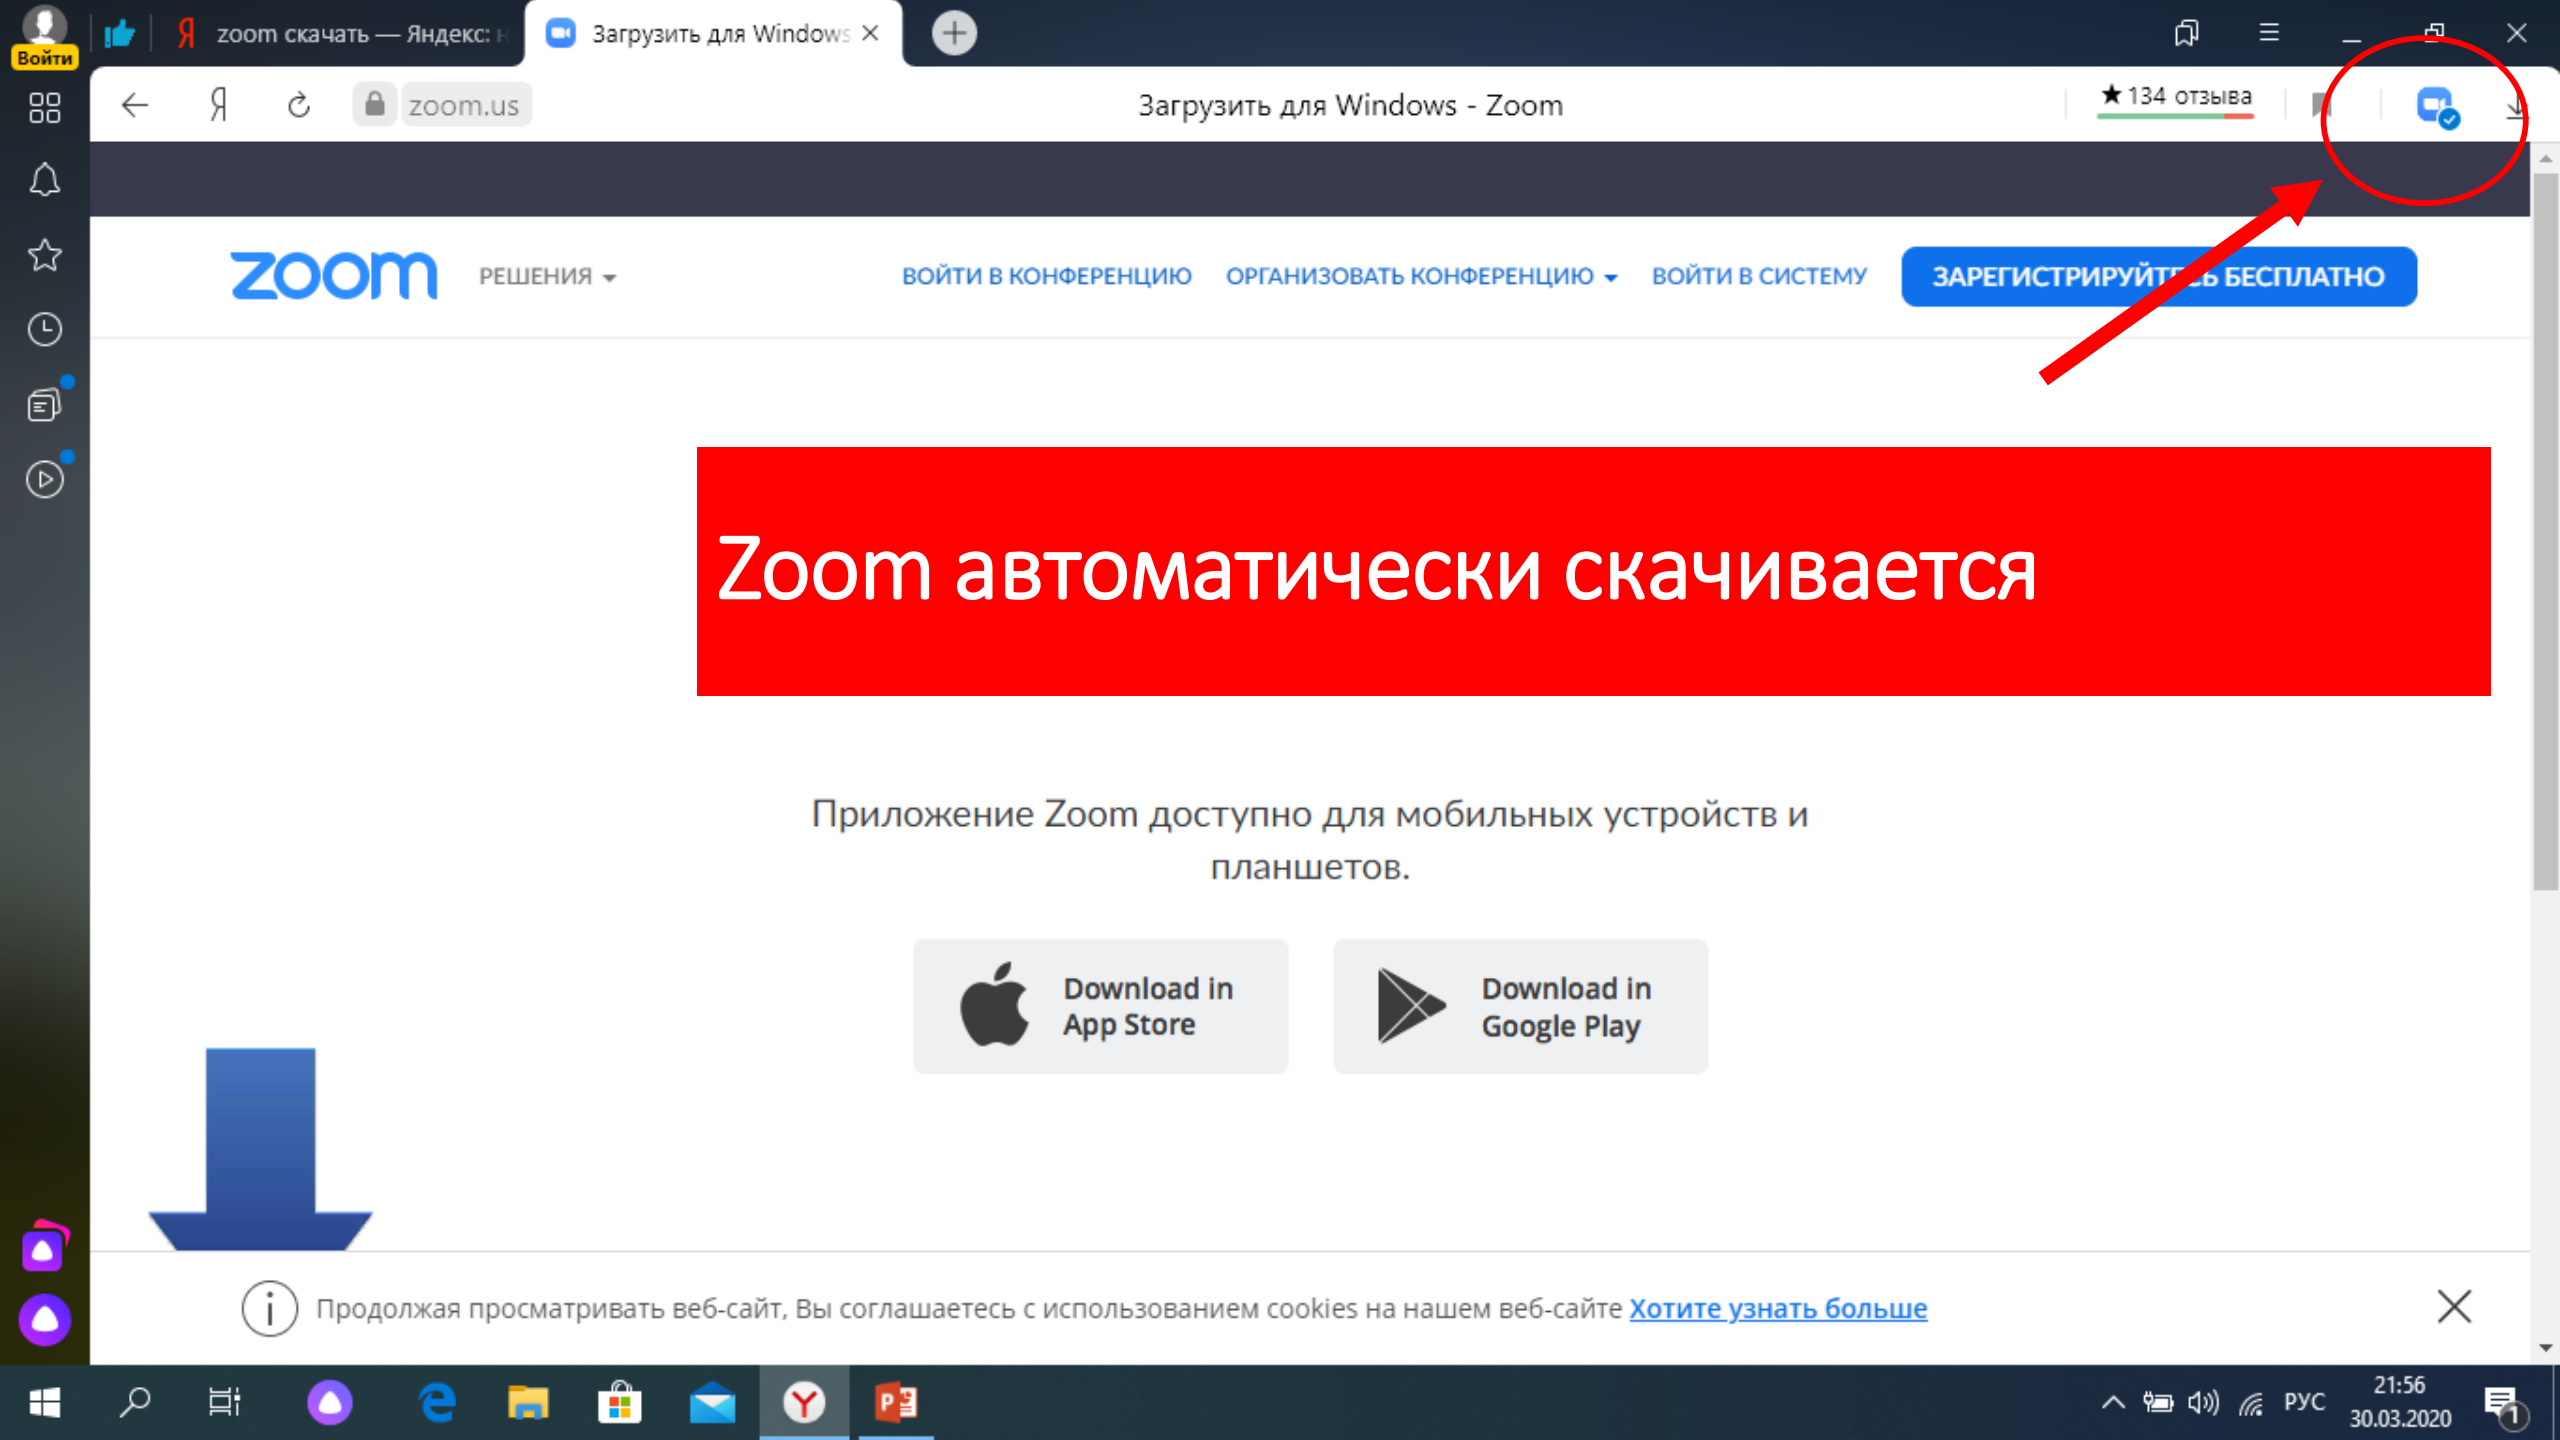 Войти
zoom скачать — Яндекс: н
Загрузить для Windows
Я
zoom.us
Загрузить для Windows - Zoom
★ 134 отзыва
zoom
РЕШЕНИЯ
ВОЙТИ В КОНФЕРЕНЦИЮ
ОРГАНИЗОВАТЬ КОНФЕРЕНЦИЮ
ВОЙТИ В СИСТЕМУ
ЗАРЕГИСТРИРУЙТЕСЬ БЕСПЛАТНО
Zoom автоматически скачивается
Приложение Zoom доступно для мобильных устройств и
планшетов.
Download in
App Store
Download in
Google Play
Продолжая просматривать веб-сайт, Вы соглашаетесь с использованием cookies на нашем веб-сайте Хотите узнать больше
РУС
21:56
30.03.2020
1